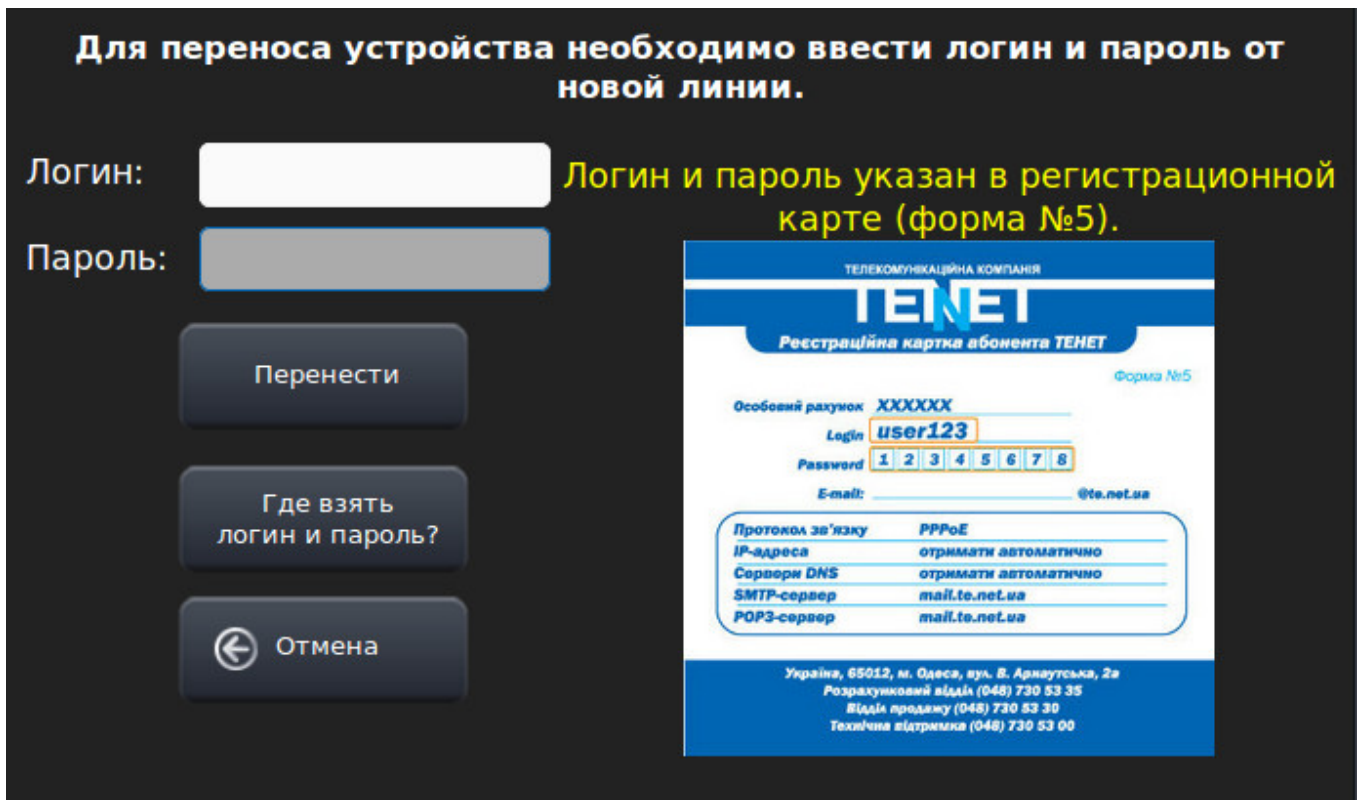 Для переноса устройства необходимо ввести логин и пароль от
новой линии.
Логин:
Пароль:
Перенести
Где взять
логин и пароль?
Отмена
Логин и пароль указан в регистрационной
карте (форма №5).
ТЕЛЕКОМУНІКАЦІЙНА КОМПАНІЯ
TENET
Реєстраційна картка абонента ТЕНЕТ
Форма №5
Особовий рахунок XXXXXX
Login user123
Password 1 2 3 4 5 6 7 8
E-mail: @te.net.ua
Протокол зв'язку PPPoE
IP-адреса отримати автоматично
Сервери DNS отримати автоматично
SMTP-сервер mail.te.net.ua
POP3-сервер mail.te.net.ua
Україна, 65012, м. Одеса, вул. В. Арнаутська, 2а
Розрахунковий відділ (048) 730 53 35
Відділ продажу (048) 730 53 30
Технічна підтримка (048) 730 53 00